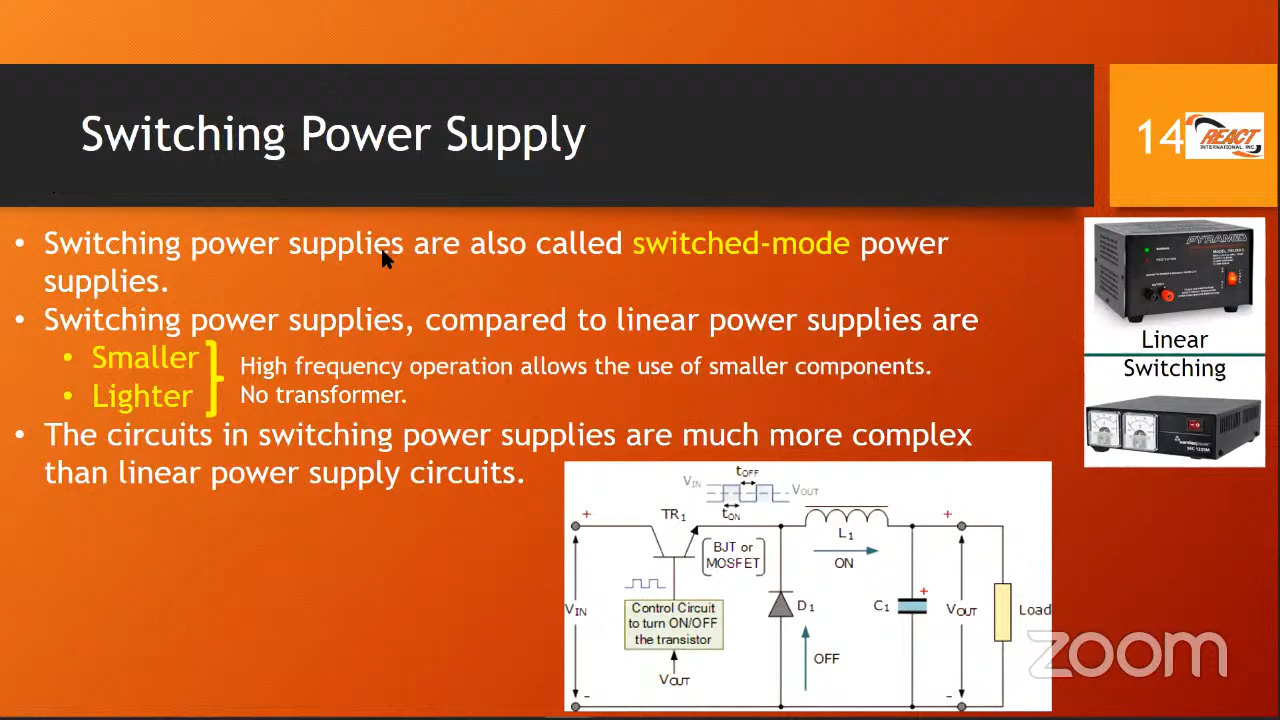 Switching Power Supply
14
REACT
INTERNATIONAL, INC.
• Switching power supplies are also called switched-mode power
supplies.
• Switching power supplies, compared to linear power supplies are
• Smaller
• Lighter
High frequency operation allows the use of smaller components.
No transformer.
• The circuits in switching power supplies are much more complex
than linear power supply circuits.
PYRAMID
Linear
Switching
tOFF
VIN
VOUT
tON
+
TR1
+
L1
BJT or
MOSFET
ON
VIN
Control Circuit
to turn ON/OFF
the transistor
D1
C1
+
VOUT
Load
OFF
VOUT
-
-
zoom